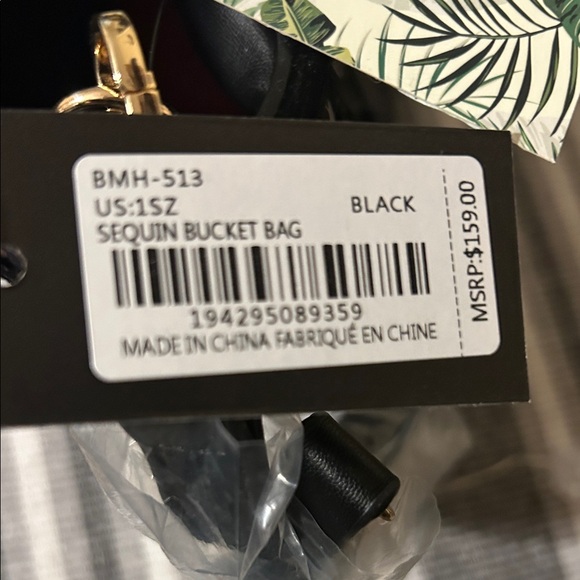 BMH-513
US:1SZ BLACK
SEQUIN BUCKET BAG
194295089359
MADE IN CHINA FABRIQUÉ EN CHINE
MSRP:$159.00